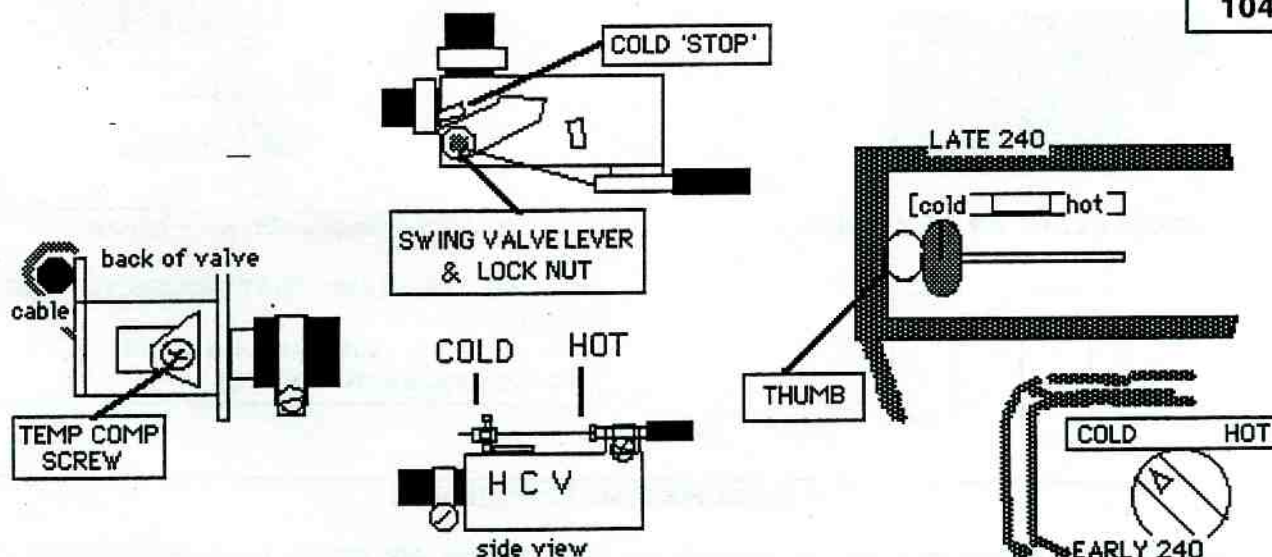 104
COLD 'STOP'
LATE 240
[cold hot]
SWING VALVE LEVER
& LOCK NUT
back of valve
cable
COLD HOT
THUMB
TEMP COMP
SCREW
COLD HOT
H C V
side view
EARLY 240